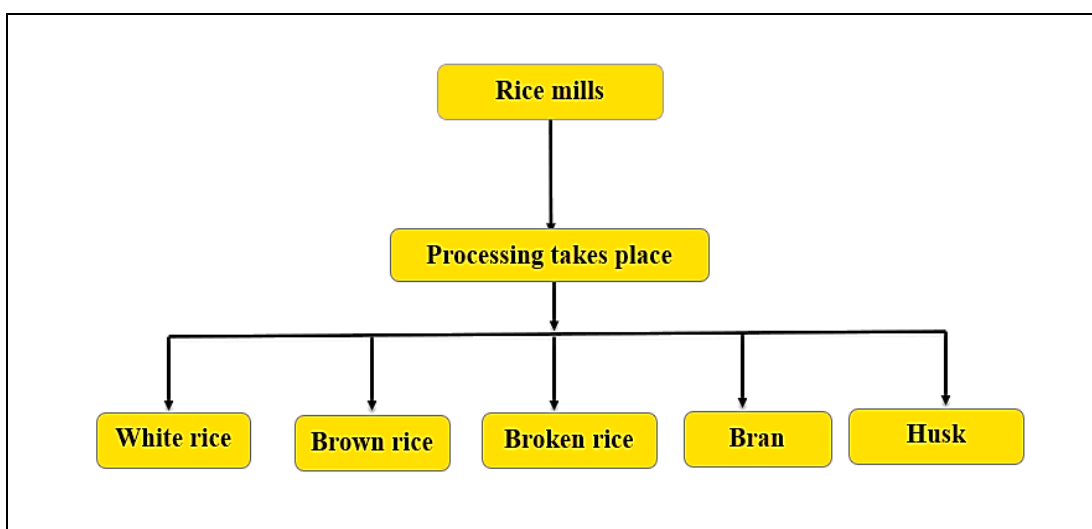 Rice mills
Processing takes place
White rice
Brown rice
Broken rice
Bran
Husk